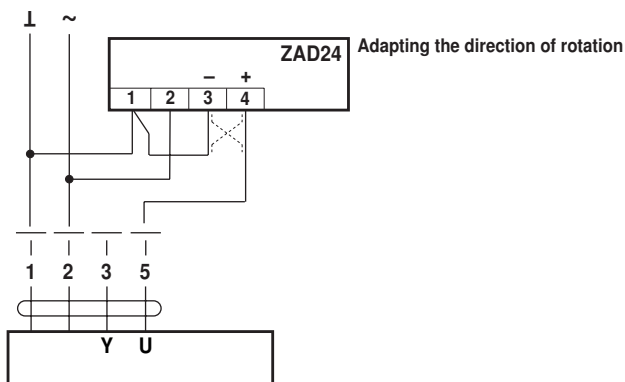 ⊥ ~
ZAD24 Adapting the direction of rotation
– +
1 2 3 4
1 2 3 5
Y U